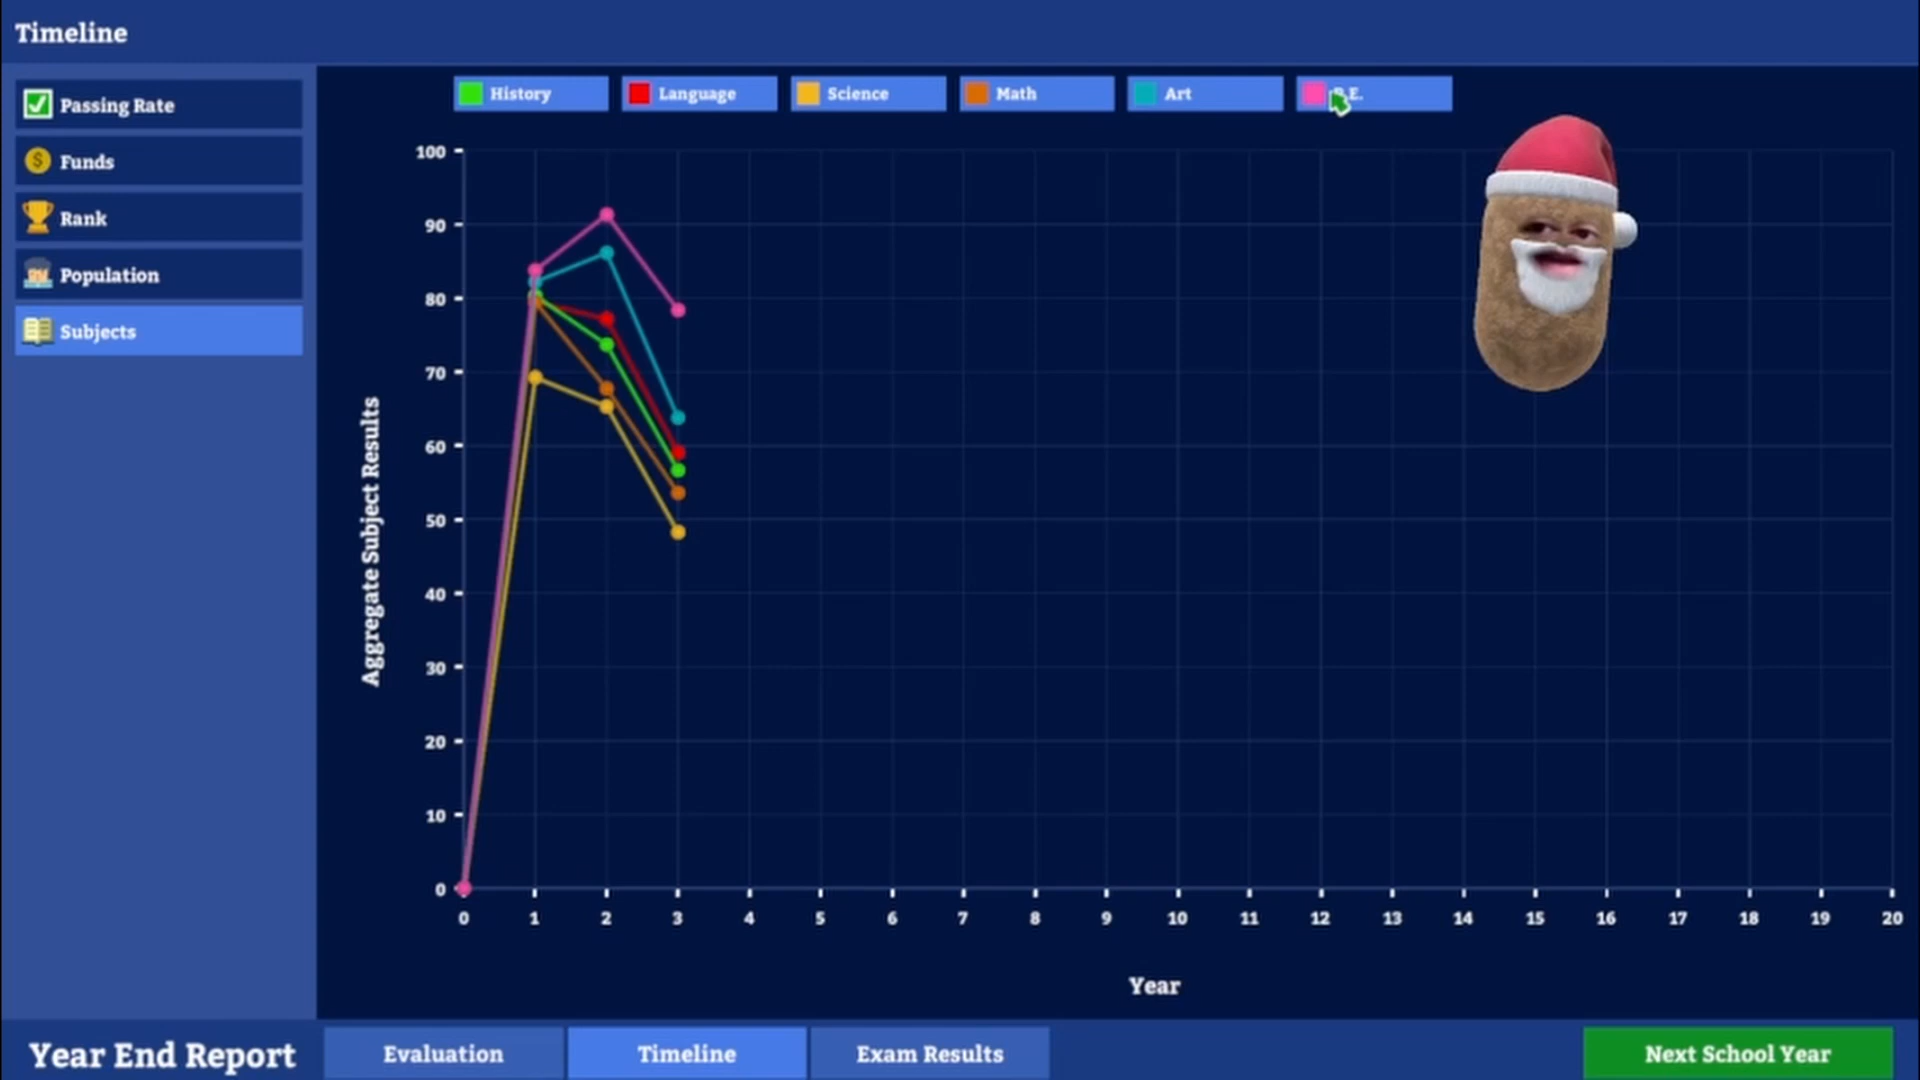 Timeline
Passing Rate
Funds
Rank
Population
Subjects
History
Language
Science
Math
Art
.E.
100
90
80
70
60
50
40
30
20
10
0
Aggregate Subject Results
0 1 2 3 4 5 6 7 8 9 10 11 12 13 14 15 16 17 18 19 20
Year
Year End Report
Evaluation
Timeline
Exam Results
Next School Year